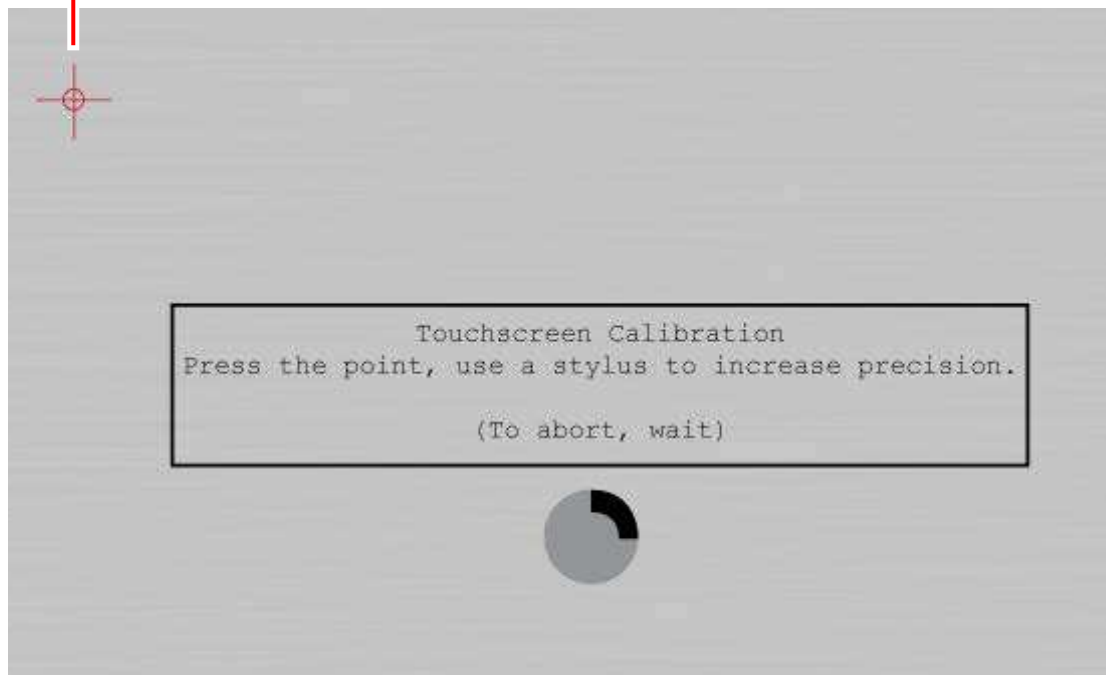 Touchscreen Calibration
Press the point, use a stylus to increase precision.
(To abort, wait)